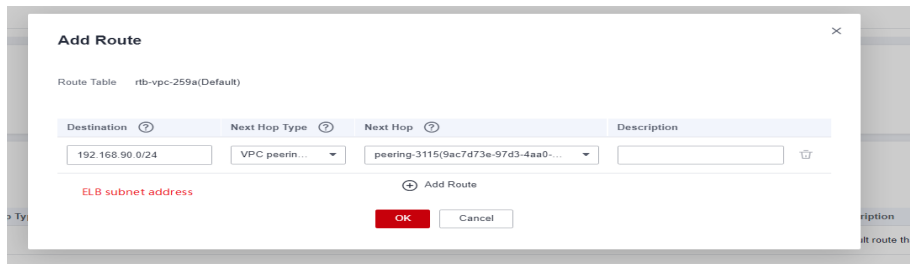 Add Route
Route Table rtb-vpc-259a(Default)
Destination Next Hop Type Next Hop Description
192.168.90.0/24 VPC peerin... peering-3115(9ac7d73e-97d3-4aa0-...
ELB subnet address
Add Route
OK Cancel
ription
ult route th